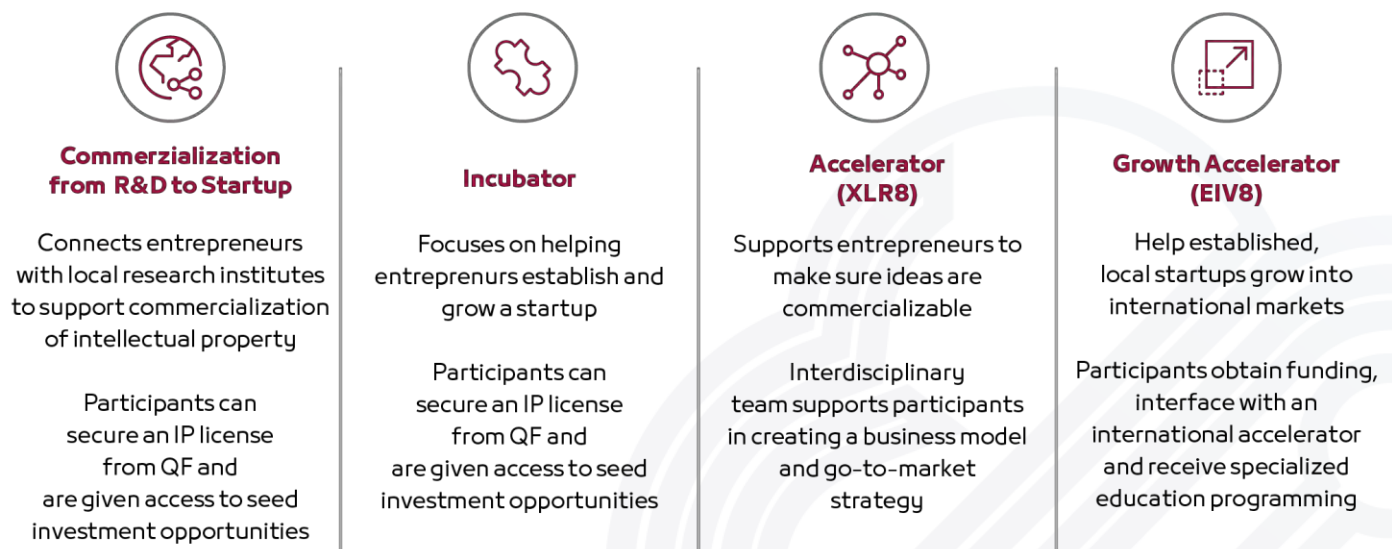 Commerzialization
from R&D to Startup
Connects entrepreneurs
with local research institutes
to support commercialization
of intellectual property
Participants can
secure an IP license
from QF and
are given access to seed
investment opportunities
Incubator
Focuses on helping
entreprenurs establish and
grow a startup
Participants can
secure an IP license
from QF and
are given access to seed
investment opportunities
Accelerator
(XLR8)
Supports entrepreneurs to
make sure ideas are
commercializable
Interdisciplinary
team supports participants
in creating a business model
and go-to-market
strategy
Growth Accelerator
(EIV8)
Help established,
local startups grow into
international markets
Participants obtain funding,
interface with an
international accelerator
and receive specialized
education programming